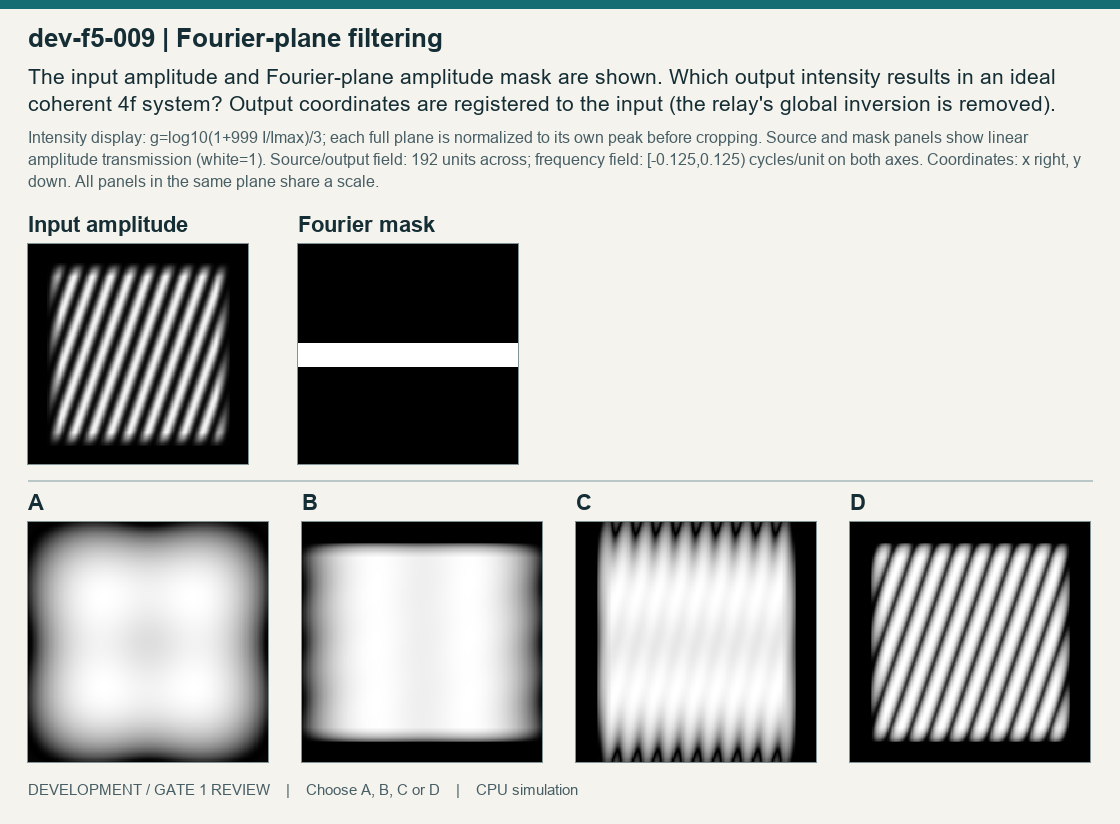 dev-f5-009 | Fourier-plane filtering
The input amplitude and Fourier-plane amplitude mask are shown. Which output intensity results in an ideal
coherent 4f system? Output coordinates are registered to the input (the relay's global inversion is removed).
Intensity display: g=log10(1+999 I/Imax)/3; each full plane is normalized to its own peak before cropping. Source and mask panels show linear
amplitude transmission (white=1). Source/output field: 192 units across; frequency field: [-0.125,0.125) cycles/unit on both axes. Coordinates: x right, y
down. All panels in the same plane share a scale.
Input amplitude Fourier mask
A B C D
DEVELOPMENT / GATE 1 REVIEW | Choose A, B, C or D | CPU simulation